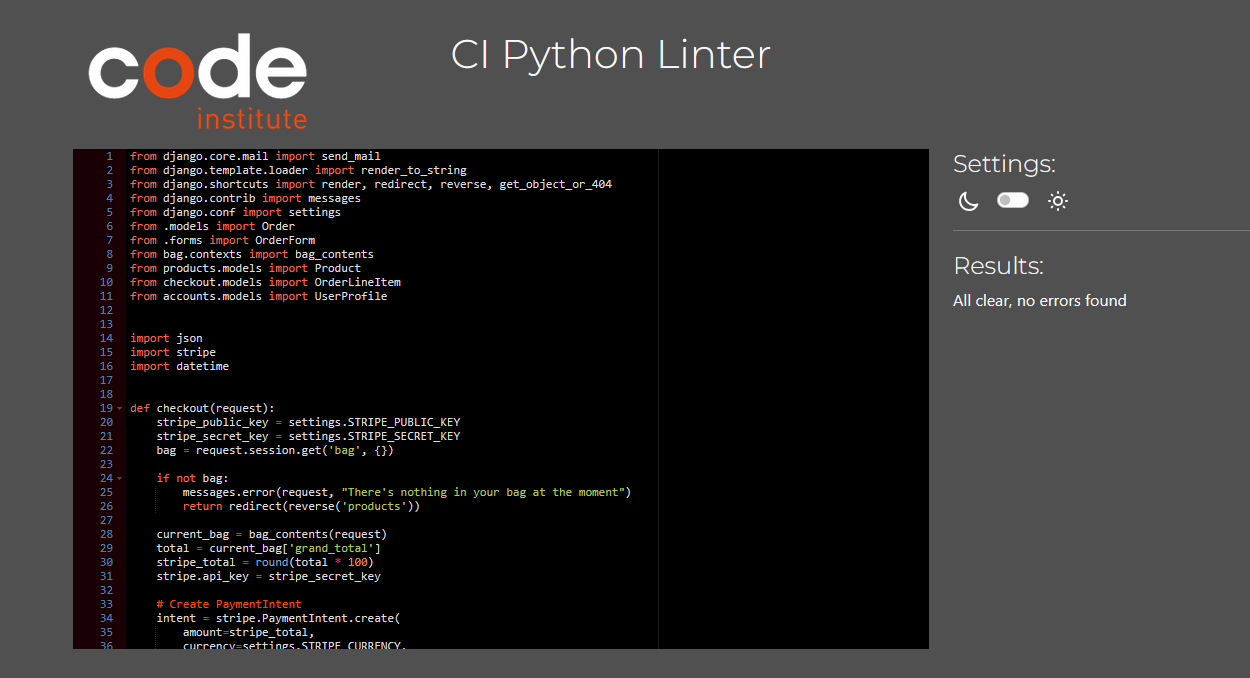 code
institute
CI Python Linter
1 from django.core.mail import send_mail
2 from django.template.loader import render_to_string
3 from django.shortcuts import render, redirect, reverse, get_object_or_404
4 from django.contrib import messages
5 from django.conf import settings
6 from .models import Order
7 from .forms import OrderForm
8 from bag.contexts import bag_contents
9 from products.models import Product
10 from checkout.models import OrderLineItem
11 from accounts.models import UserProfile
12
13
14 import json
15 import stripe
16 import datetime
17
18
19 def checkout(request):
20     stripe_public_key = settings.STRIPE_PUBLIC_KEY
21     stripe_secret_key = settings.STRIPE_SECRET_KEY
22     bag = request.session.get('bag', {})
23
24     if not bag:
25         messages.error(request, "There's nothing in your bag at the moment")
26         return redirect(reverse('products'))
27
28     current_bag = bag_contents(request)
29     total = current_bag['grand_total']
30     stripe_total = round(total * 100)
31     stripe.api_key = stripe_secret_key
32
33     # Create PaymentIntent
34     intent = stripe.PaymentIntent.create(
35         amount=stripe_total,
36         currency=settings.STRIPE_CURRENCY,
Settings:
Results:
All clear, no errors found